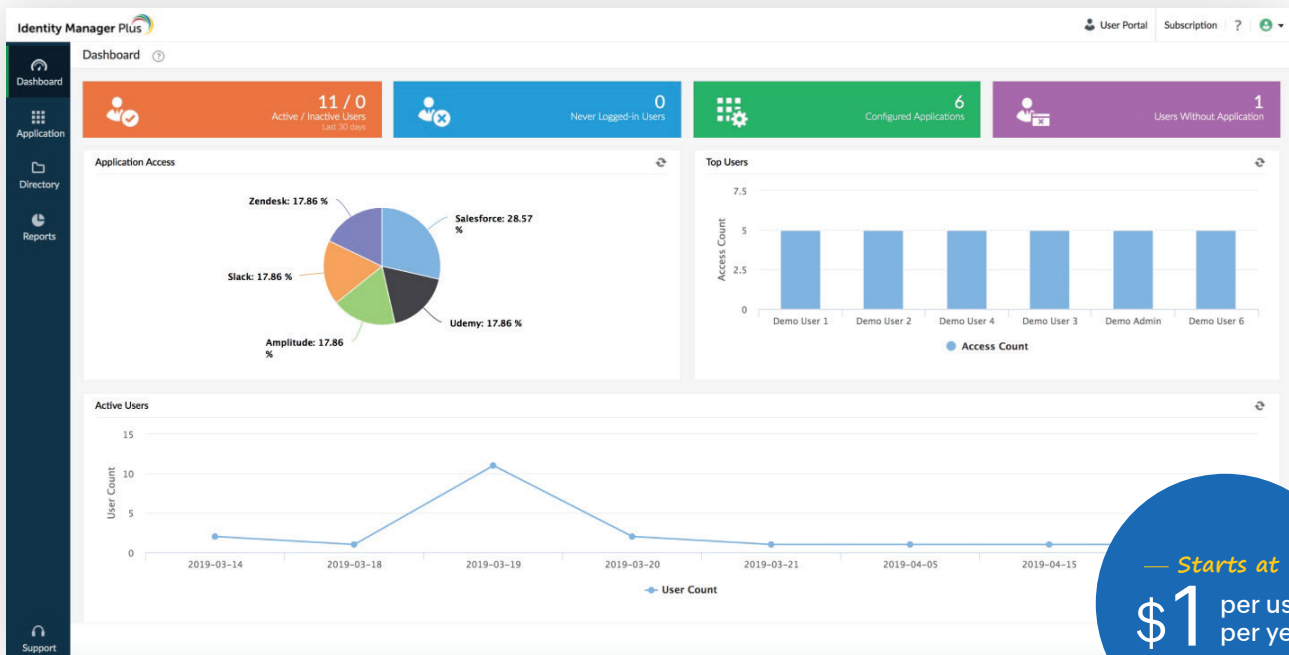 Identity Manager Plus
User Portal
Subscription
?
Dashboard
Application
Directory
Reports
Support
Dashboard ?
11 / 0
Active / Inactive Users
Last 30 days
0
Never Logged-in Users
6
Configured Applications
1
Users Without Application
Application Access
Zendesk: 17.86 %
Salesforce: 28.57
%
Slack: 17.86 %
Udemy: 17.86 %
Amplitude: 17.86
%
Top Users
7.5
5
2.5
0
Access Count
Demo User 1 Demo User 2 Demo User 4 Demo User 3 Demo Admin Demo User 6
Access Count
Active Users
15
10
5
0
User Count
2019-03-14 2019-03-18 2019-03-19 2019-03-20 2019-03-21 2019-04-05 2019-04-15
User Count
Starts at
$1 per us
per ye